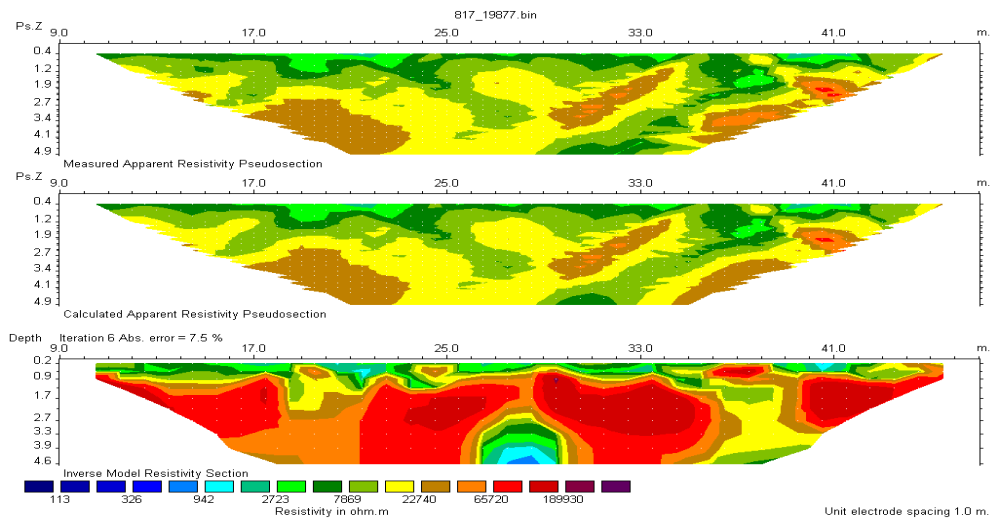 817_19877.bin
Ps.Z
9.0 17.0 25.0 33.0 41.0 m.
0.4
1.2
1.9
2.7
3.4
4.1
4.9
Measured Apparent Resistivity Pseudosection
Ps.Z
9.0 17.0 25.0 33.0 41.0 m.
0.4
1.2
1.9
2.7
3.4
4.1
4.9
Calculated Apparent Resistivity Pseudosection
Depth Iteration 6 Abs. error = 7.5 %
9.0 17.0 25.0 33.0 41.0 m.
0.2
0.9
1.7
2.7
3.3
3.9
4.6
Inverse Model Resistivity Section
113 326 942 2723 7869 22740 65720 189930
Resistivity in ohm.m
Unit electrode spacing 1.0 m.